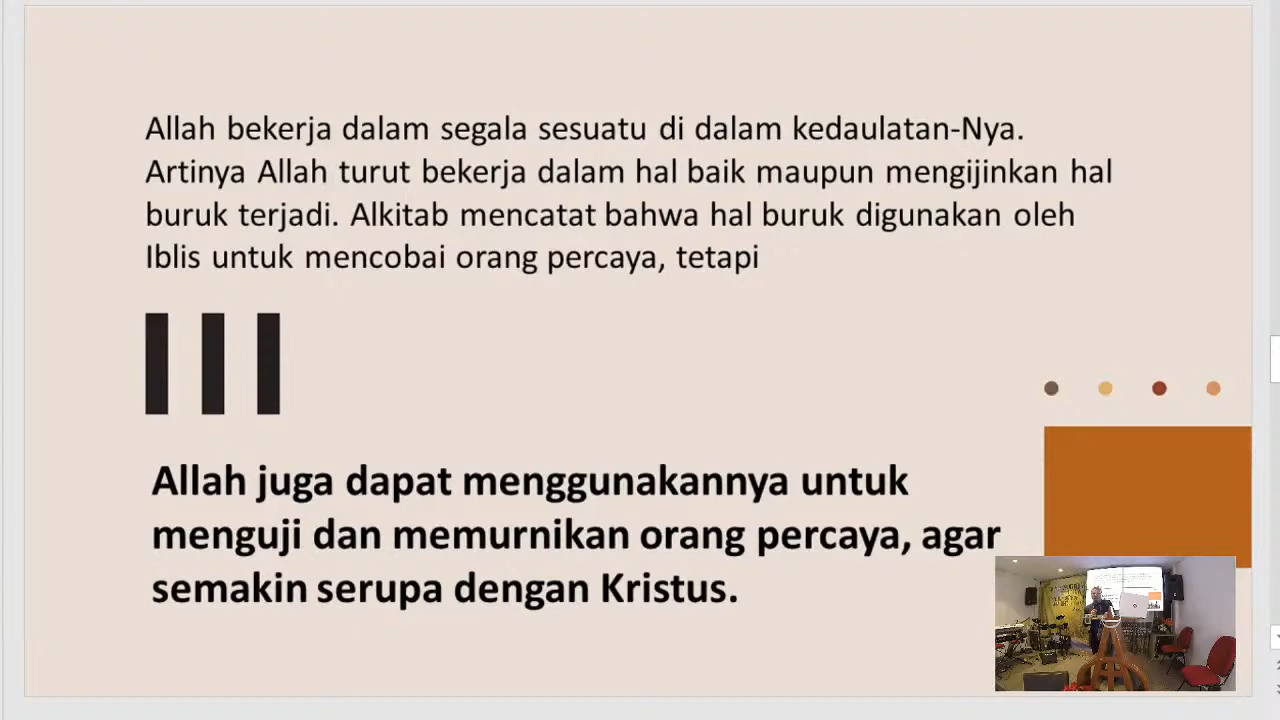 Allah bekerja dalam segala sesuatu di dalam kedaulatan-Nya.
Artinya Allah turut bekerja dalam hal baik maupun mengijinkan hal
buruk terjadi. Alkitab mencatat bahwa hal buruk digunakan oleh
Iblis untuk mencobai orang percaya, tetapi
Allah juga dapat menggunakannya untuk
menguji dan memurnikan orang percaya, agar
semakin serupa dengan Kristus.